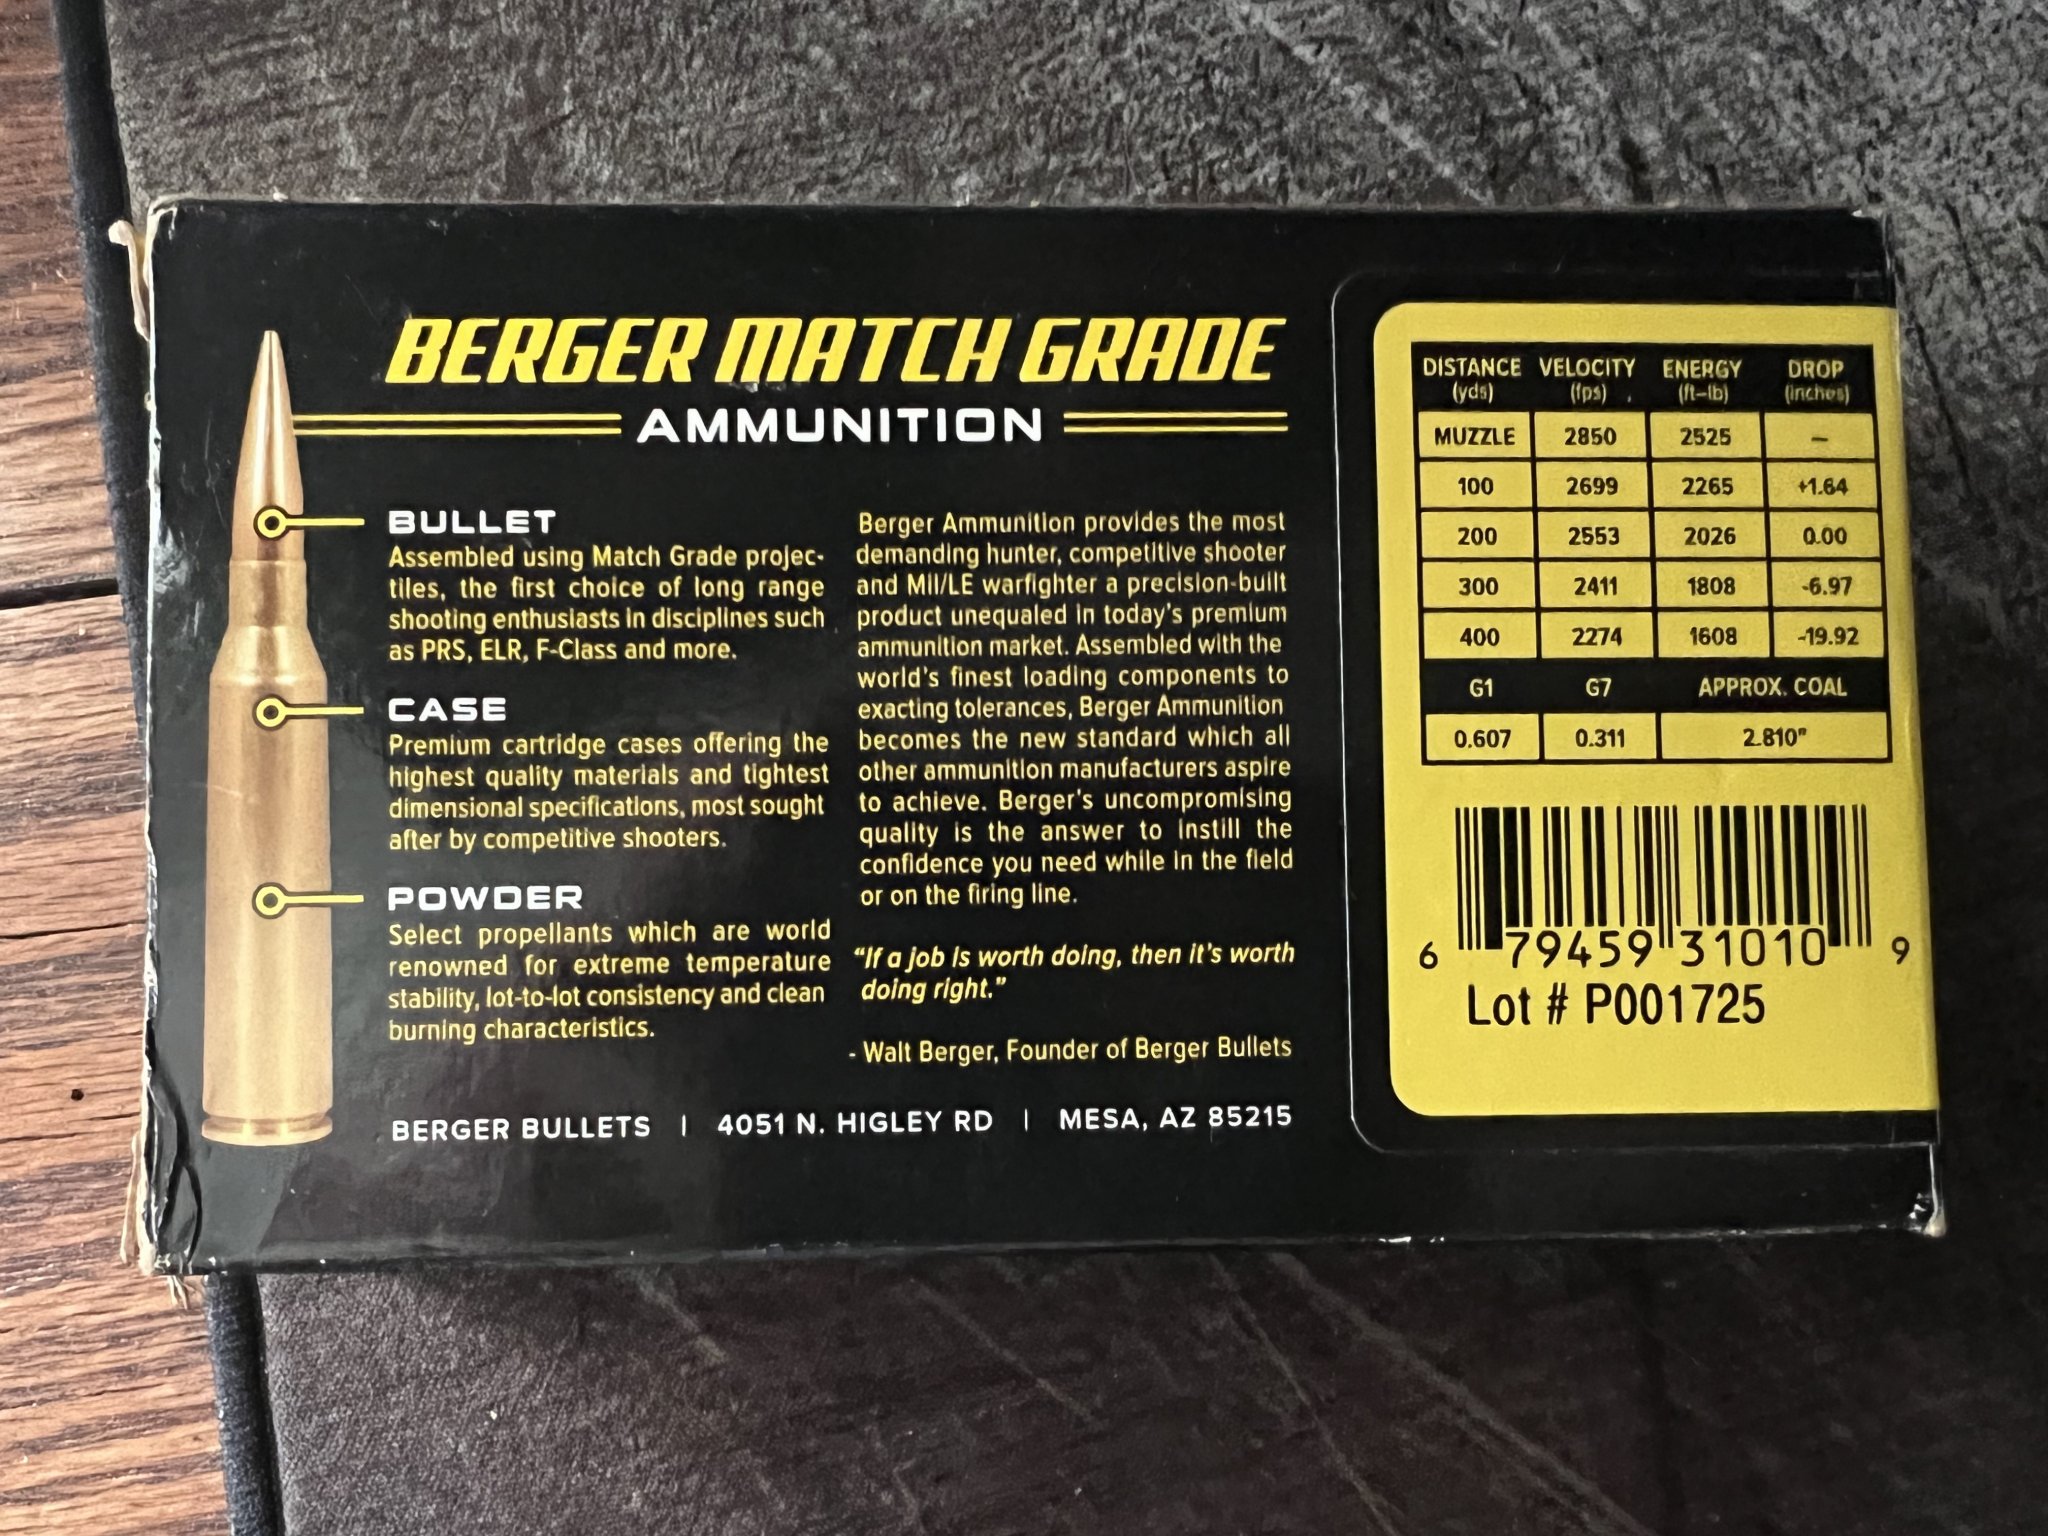 BERGER MATCH GRADE
AMMUNITION
BULLET
Assembled using Match Grade projec-
tiles, the first choice of long range
shooting enthusiasts in disciplines such
as PRS, ELR, F-Class and more.
CASE
Premium cartridge cases offering the
highest quality materials and tightest
dimensional specifications, most sought
after by competitive shooters.
POWDER
Select propellants which are world
renowned for extreme temperature
stability, lot-to-lot consistency and clean
burning characteristics.
Berger Ammunition provides the most
demanding hunter, competitive shooter
and Mil/LE warfighter a precision-built
product unequaled in today's premium
ammunition market. Assembled with the
world's finest loading components to
exacting tolerances, Berger Ammunition
becomes the new standard which all
other ammunition manufacturers aspire
to achieve. Berger's uncompromising
quality is the answer to instill the
confidence you need while in the field
or on the firing line.
"If a job is worth doing, then it's worth
doing right."
- Walt Berger, Founder of Berger Bullets
BERGER BULLETS | 4051 N. HIGLEY RD | MESA, AZ 85215
DISTANCE VELOCITY ENERGY DROP
(yds) (fps) (ft-lb) (inches)
MUZZLE 2850 2525 –
100 2699 2265 +1.64
200 2553 2026 0.00
300 2411 1808 -6.97
400 2274 1608 -19.92
G1 G7 APPROX. COAL
0.607 0.311 2.810"
6 79459 31010 9
Lot # P001725